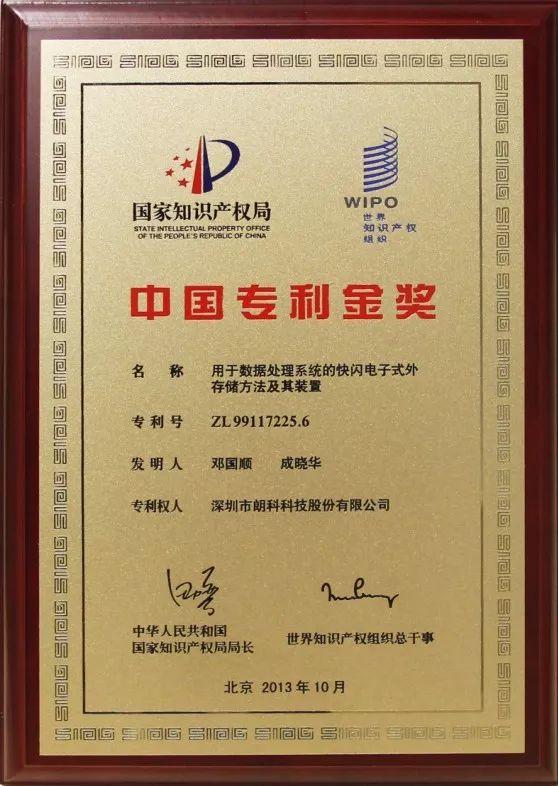 国家知识产权局
STATE INTELLECTUAL PROPERTY OFFICE
OF THE PEOPLE'S REPUBLIC OF CHINA
WIPO
世界
知识产权
组织
中国专利金奖
名 称 用于数据处理系统的快闪电子式外
存储方法及其装置
专利号 ZL 99117225.6
发明人 邓国顺 成晓华
专利权人 深圳市朗科科技股份有限公司
中华人民共和国
国家知识产权局局长
世界知识产权组织总干事
北京 2013年10月